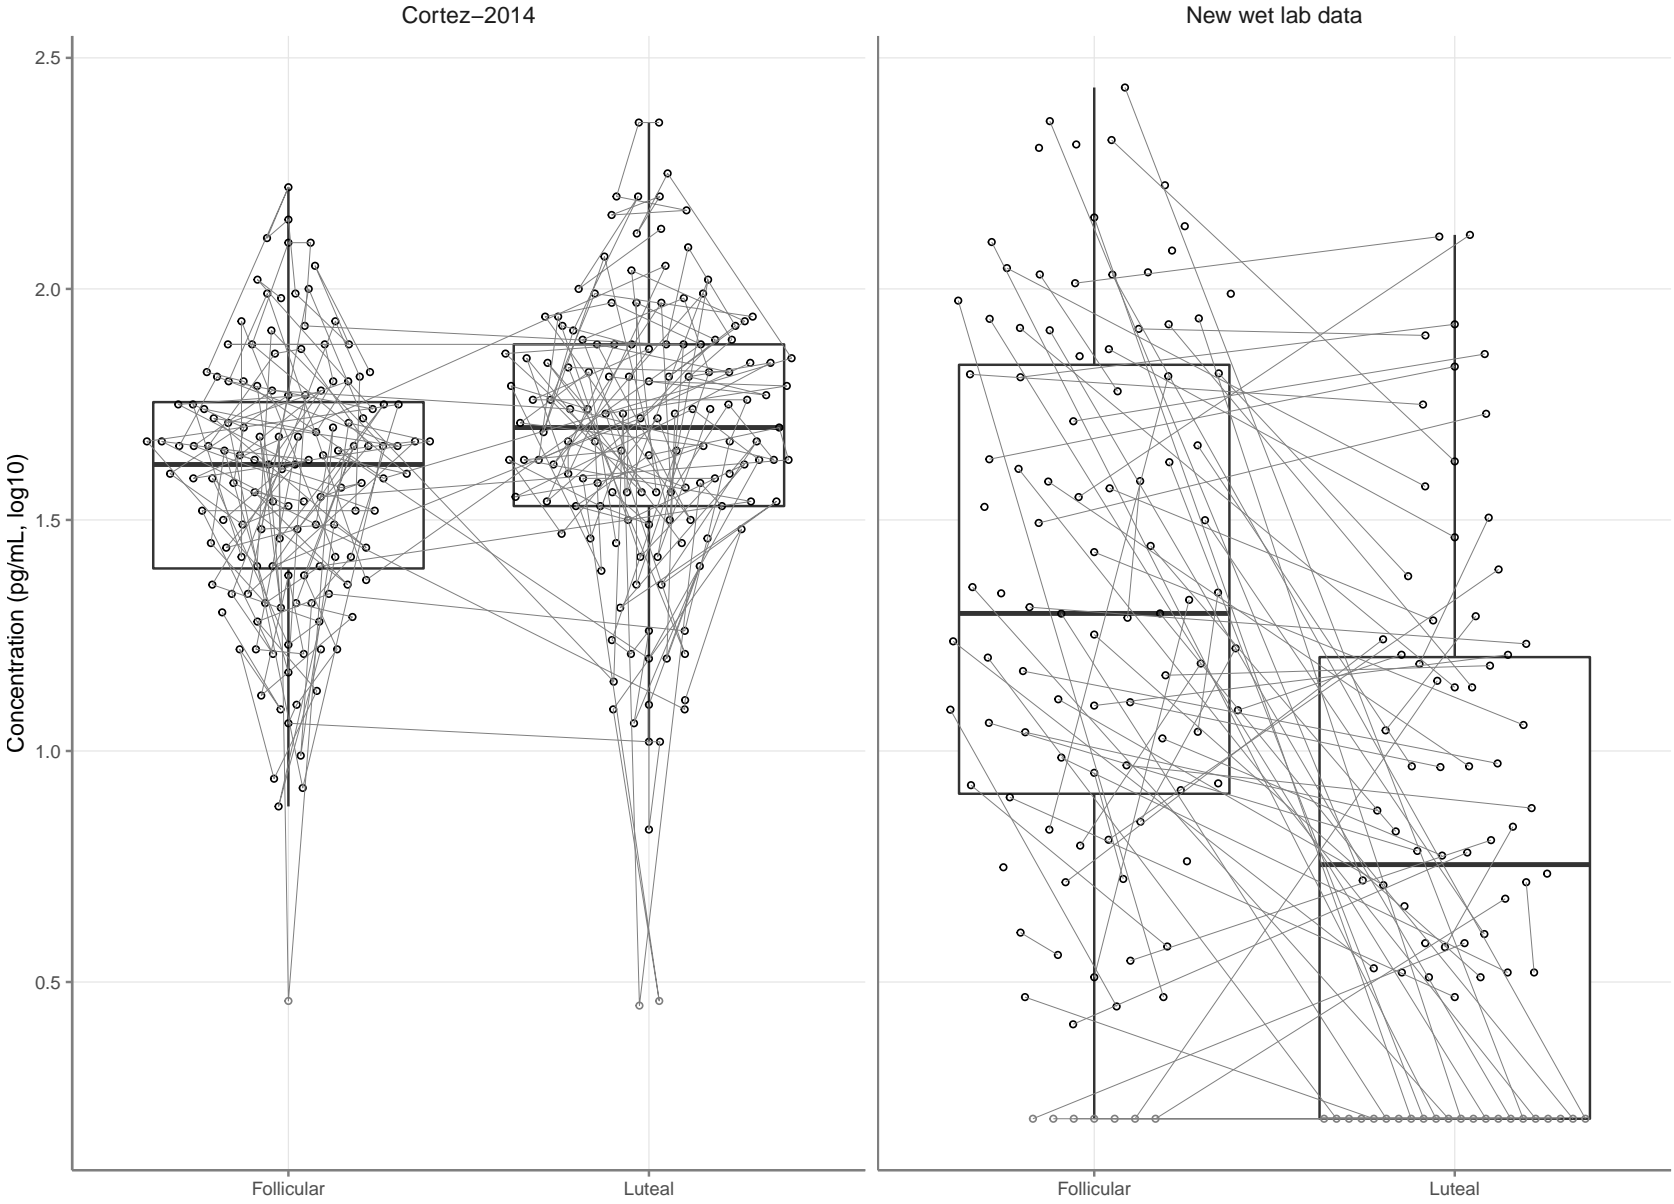 Cortez−2014
New wet lab data
Concentration (pg/mL, log10)
2.5
2.0
1.5
1.0
0.5
Follicular
Luteal
Follicular
Luteal